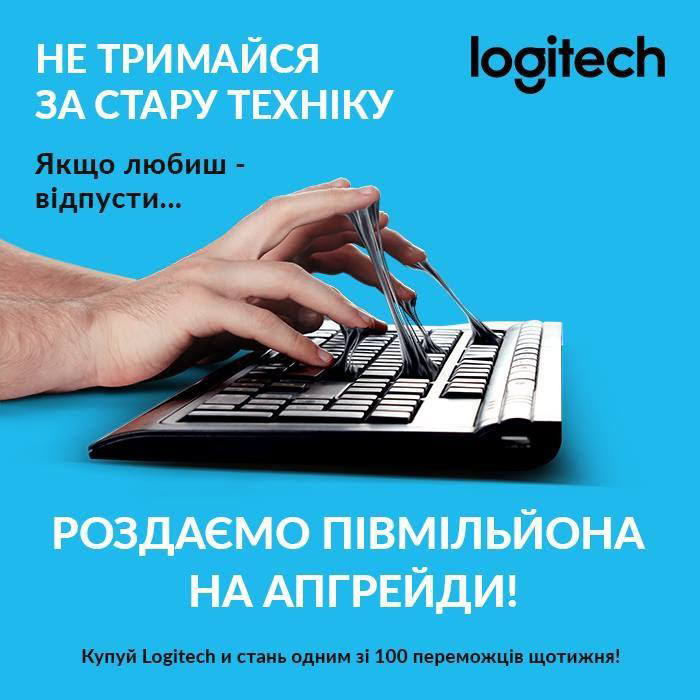 НЕ ТРИМАЙСЯ
ЗА СТАРУ ТЕХНІКУ
logitech
Якщо любиш -
відпусти...
РОЗДАЄМО ПІВМІЛЬЙОНА
НА АПГРЕЙДИ!
Купуй Logitech и стань одним зі 100 переможців щотижня!